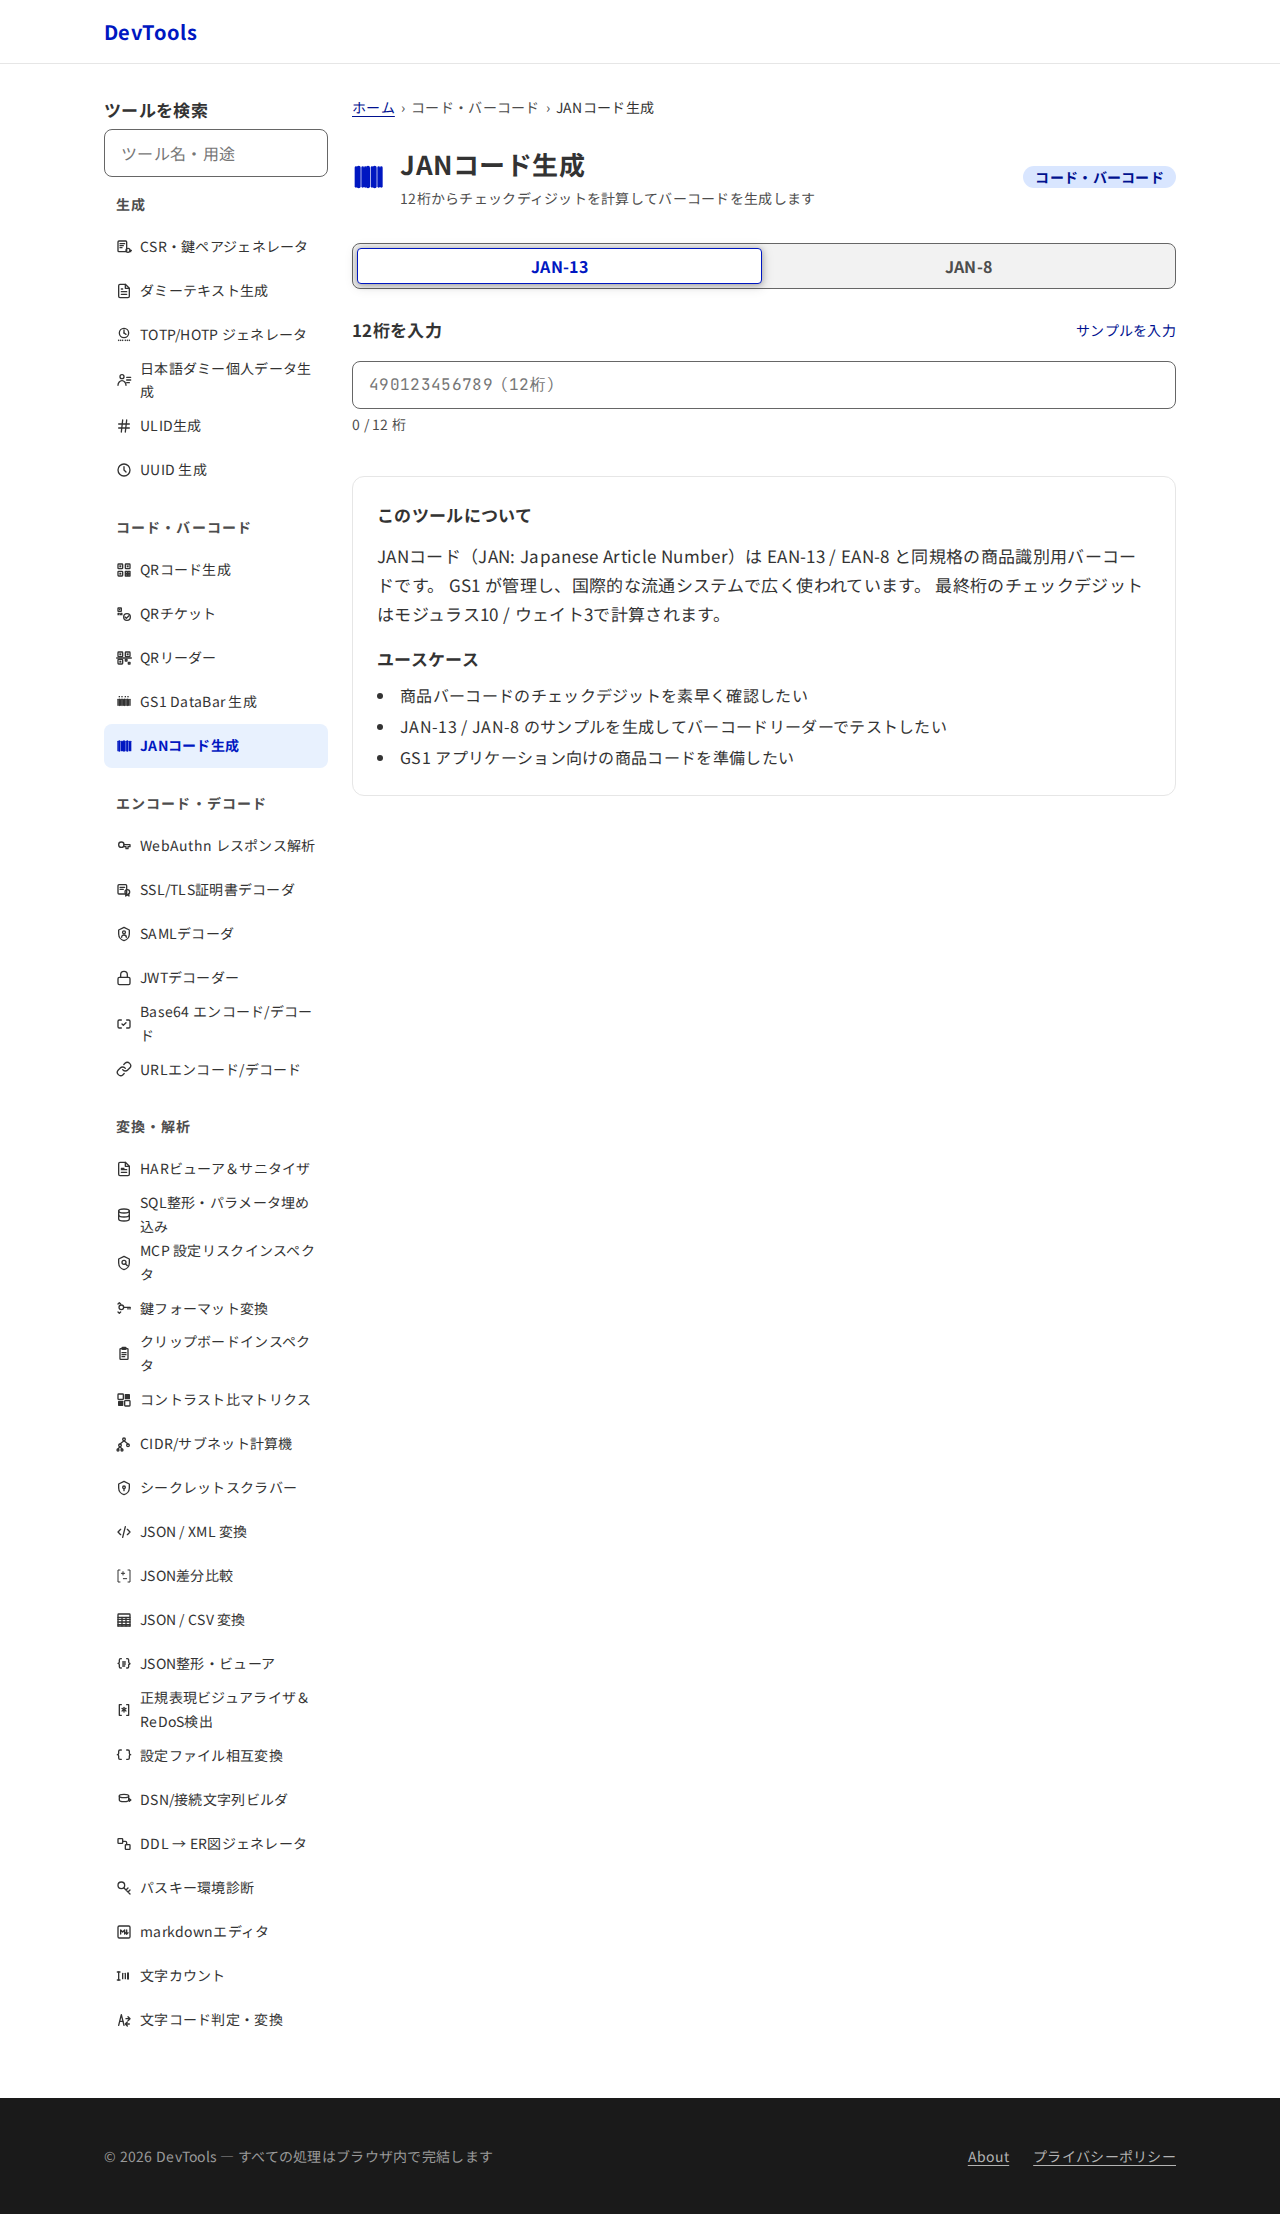 DevTools
ツールを検索
ツール名・用途
生成
CSR・鍵ペアジェネレータ
ダミーテキスト生成
TOTP/HOTP ジェネレータ
日本語ダミー個人データ生
成
ULID生成
UUID 生成
コード・バーコード
QRコード生成
QRチケット
QRリーダー
GS1 DataBar 生成
JANコード生成
エンコード・デコード
WebAuthn レスポンス解析
SSL/TLS証明書デコーダ
SAMLデコーダ
JWTデコーダー
Base64 エンコード/デコー
ド
URLエンコード/デコード
変換・解析
HARビューア＆サニタイザ
SQL整形・パラメータ埋め
込み
MCP 設定リスクインスペク
タ
鍵フォーマット変換
クリップボードインスペク
タ
コントラスト比マトリクス
CIDR/サブネット計算機
シークレットスクラバー
JSON / XML 変換
JSON差分比較
JSON / CSV 変換
JSON整形・ビューア
正規表現ビジュアライザ＆
ReDoS検出
設定ファイル相互変換
DSN/接続文字列ビルダ
DDL → ER図ジェネレータ
パスキー環境診断
markdownエディタ
文字カウント
文字コード判定・変換
ホーム › コード・バーコード › JANコード生成
JANコード生成
12桁からチェックディジットを計算してバーコードを生成します
コード・バーコード
JAN-13
JAN-8
12桁を入力
サンプルを入力
490123456789（12桁）
0 / 12 桁
このツールについて
JANコード（JAN: Japanese Article Number）は EAN-13 / EAN-8 と同規格の商品識別用バーコー
ドです。 GS1 が管理し、国際的な流通システムで広く使われています。 最終桁のチェックデジット
はモジュラス10 / ウェイト3で計算されます。
ユースケース
商品バーコードのチェックデジットを素早く確認したい
JAN-13 / JAN-8 のサンプルを生成してバーコードリーダーでテストしたい
GS1 アプリケーション向けの商品コードを準備したい
© 2026 DevTools — すべての処理はブラウザ内で完結します
About
プライバシーポリシー